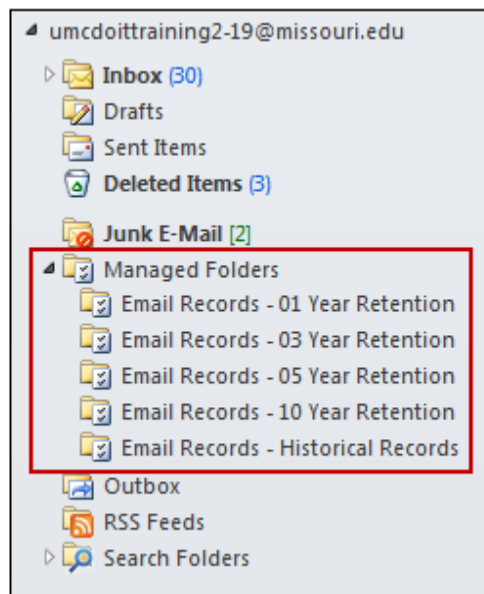 umcdoittraining2-19@missouri.edu
Inbox (30)
Drafts
Sent Items
Deleted Items (3)
Junk E-Mail [2]
Managed Folders
Email Records - 01 Year Retention
Email Records - 03 Year Retention
Email Records - 05 Year Retention
Email Records - 10 Year Retention
Email Records - Historical Records
Outbox
RSS Feeds
Search Folders